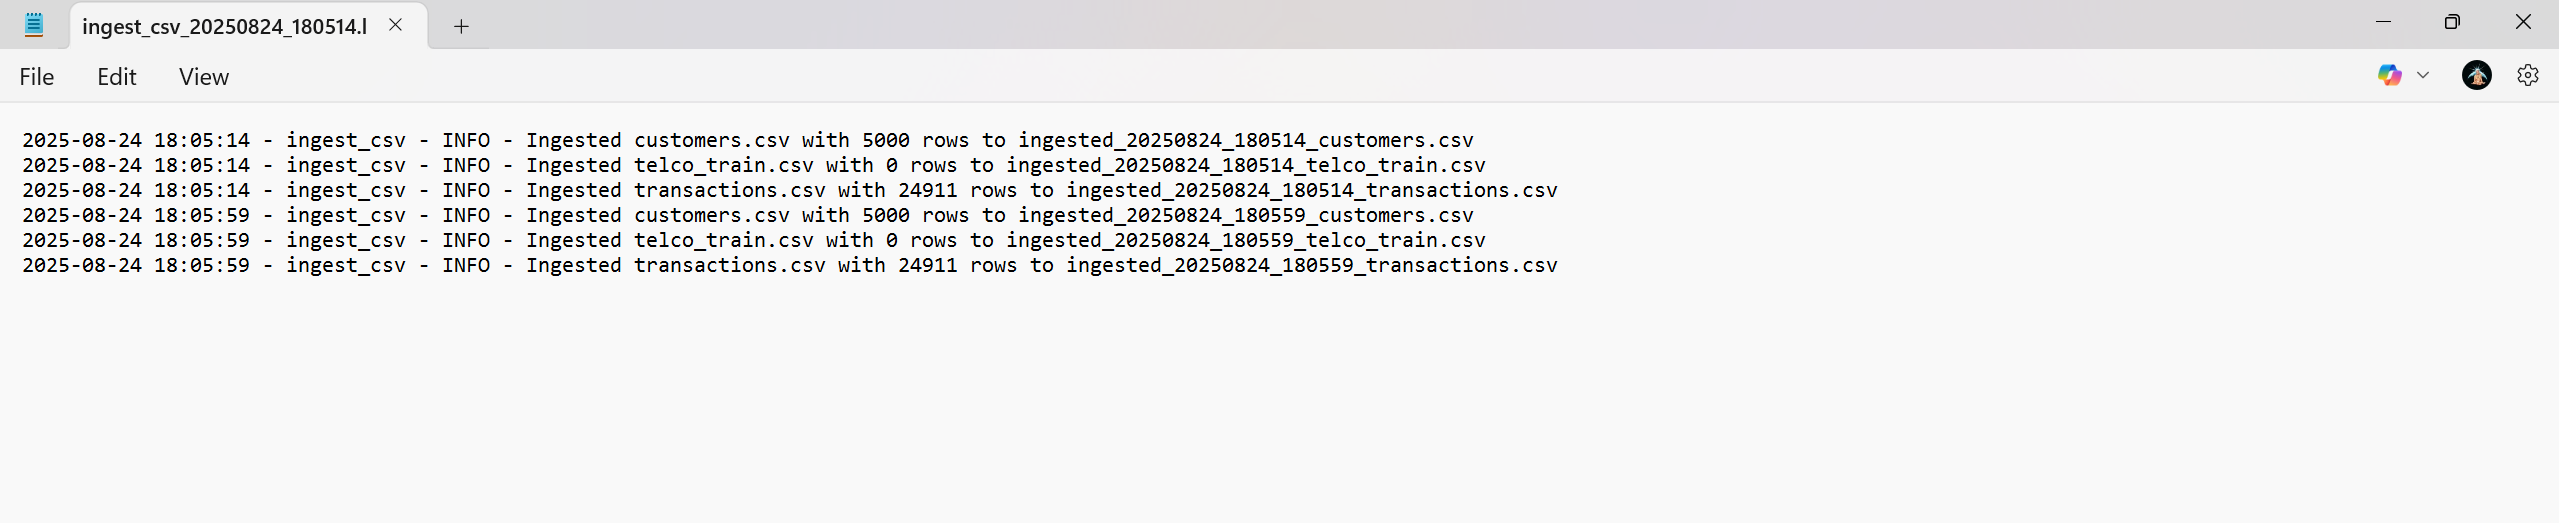 ingest_csv_20250824_180514.l
File Edit View
2025-08-24 18:05:14 - ingest_csv - INFO - Ingested customers.csv with 5000 rows to ingested_20250824_180514_customers.csv
2025-08-24 18:05:14 - ingest_csv - INFO - Ingested telco_train.csv with 0 rows to ingested_20250824_180514_telco_train.csv
2025-08-24 18:05:14 - ingest_csv - INFO - Ingested transactions.csv with 24911 rows to ingested_20250824_180514_transactions.csv
2025-08-24 18:05:59 - ingest_csv - INFO - Ingested customers.csv with 5000 rows to ingested_20250824_180559_customers.csv
2025-08-24 18:05:59 - ingest_csv - INFO - Ingested telco_train.csv with 0 rows to ingested_20250824_180559_telco_train.csv
2025-08-24 18:05:59 - ingest_csv - INFO - Ingested transactions.csv with 24911 rows to ingested_20250824_180559_transactions.csv